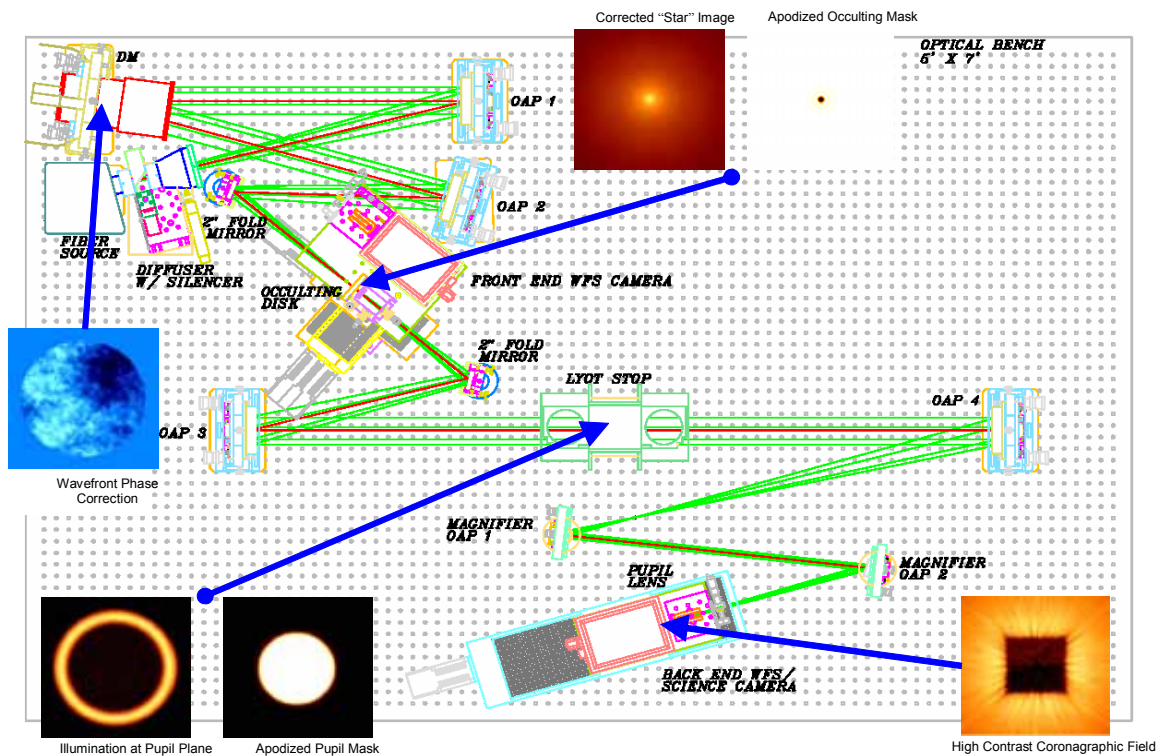 Corrected “Star” Image
Apodized Occulting Mask
DM
OPTICAL BENCH
5' X 7'
OAP 1
OAP 2
2" FOLD
MIRROR
FIBER
SOURCE
DIFFUSER
W/ SILENCER
OCCULTING
DISK
FRONT END WFS CAMERA
2" FOLD
MIRROR
LYOT STOP
OAP 3
OAP 4
Wavefront Phase
Correction
MAGNIFIER
OAP 1
MAGNIFIER
OAP 2
PUPIL
LENS
BACK END WFS/
SCIENCE CAMERA
Illumination at Pupil Plane
Apodized Pupil Mask
High Contrast Coronagraphic Field